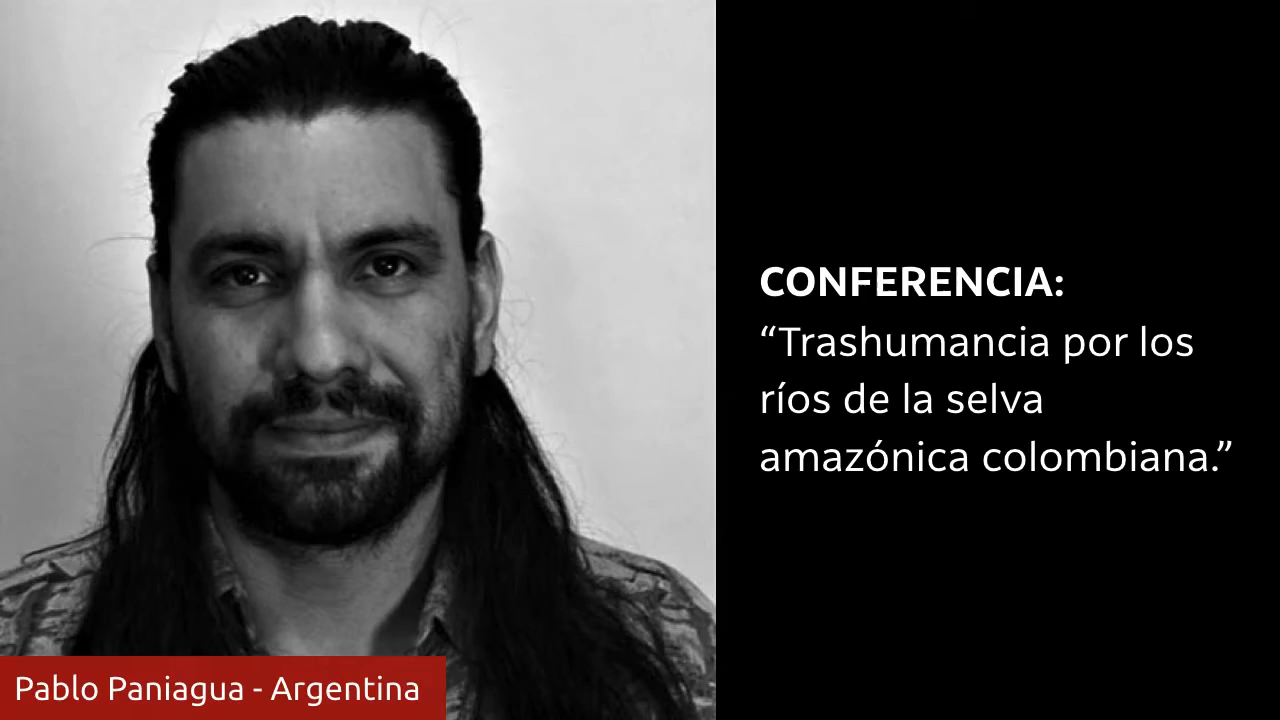 CONFERENCIA:
“Trashumancia por los
ríos de la selva
amazónica colombiana.”
Pablo Paniagua - Argentina